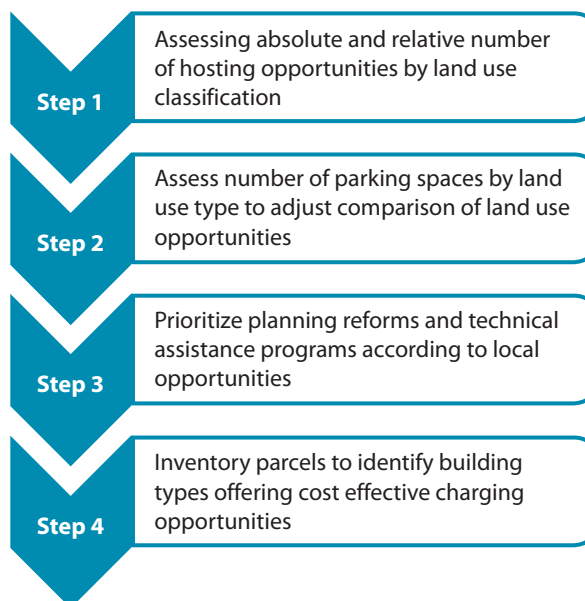 Step 1
Assessing absolute and relative number
of hosting opportunities by land use
classification
Step 2
Assess number of parking spaces by land
use type to adjust comparison of land use
opportunities
Step 3
Prioritize planning reforms and technical
assistance programs according to local
opportunities
Step 4
Inventory parcels to identify building
types offering cost effective charging
opportunities